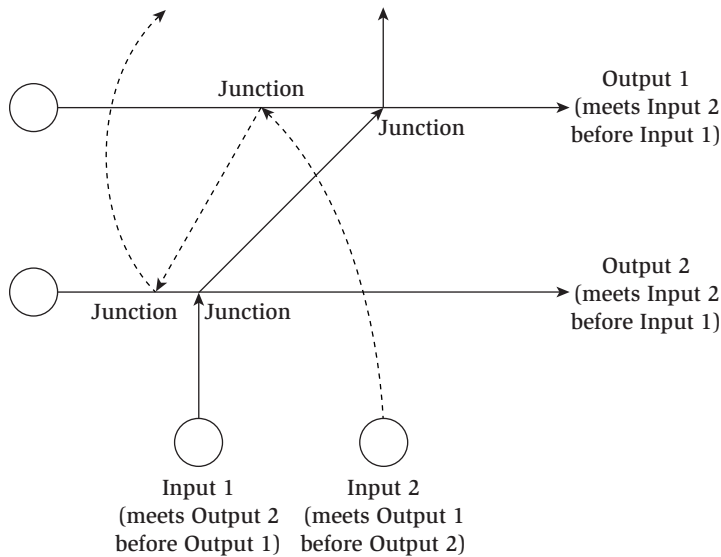 Junction
Output 1
(meets Input 2
before Input 1)
Junction
Output 2
(meets Input 2
before Input 1)
Junction
Junction
Input 1
(meets Output 2
before Output 1)
Input 2
(meets Output 1
before Output 2)